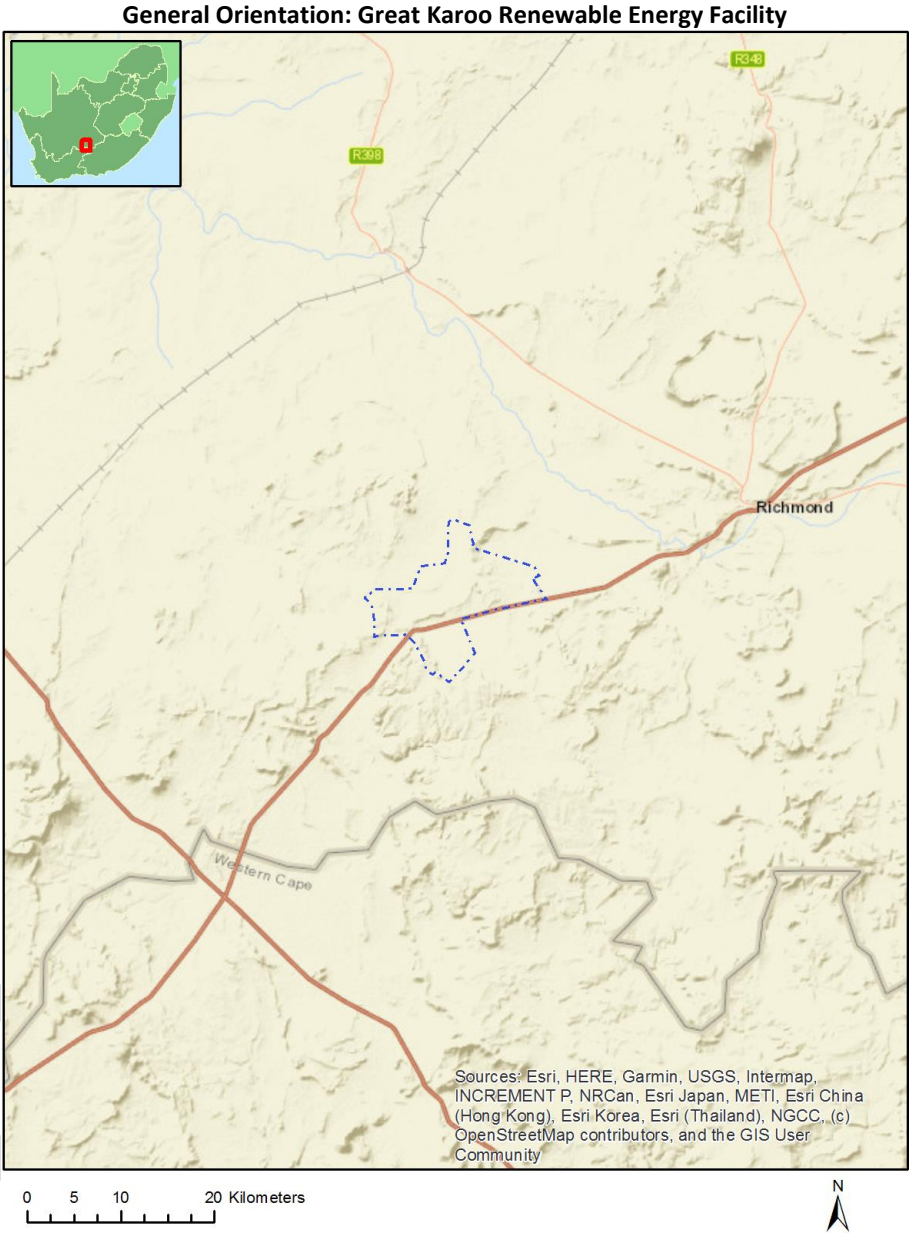 General Orientation: Great Karoo Renewable Energy Facility
R348
R398
Richmond
Western Cape
Sources: Esri, HERE, Garmin, USGS, Intermap,
INCREMENT P, NRCan, Esri Japan, METI, Esri China
(Hong Kong), Esri Korea, Esri (Thailand), NGCC, (c)
OpenStreetMap contributors, and the GIS User
Community
0 5 10 20 Kilometers
N